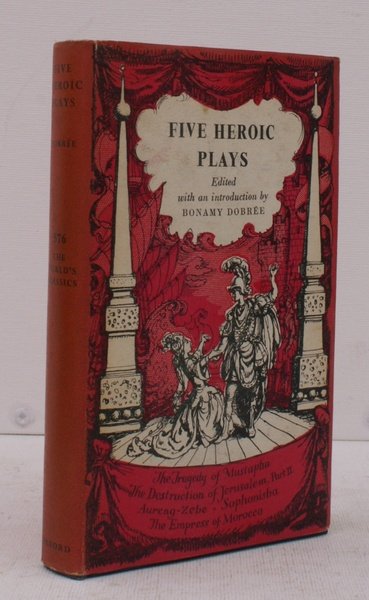 FIVE HEROIC PLAYS
DOBRÉE
576
THE WORLD'S CLASSICS
OXFORD
FIVE HEROIC
PLAYS
Edited
with an introduction by
BONAMY DOBRÉE
The Tragedy of Mustapha
The Destruction of Jerusalem, Part II
Aureng-Zebe · Sophonisba
The Empress of Morocco